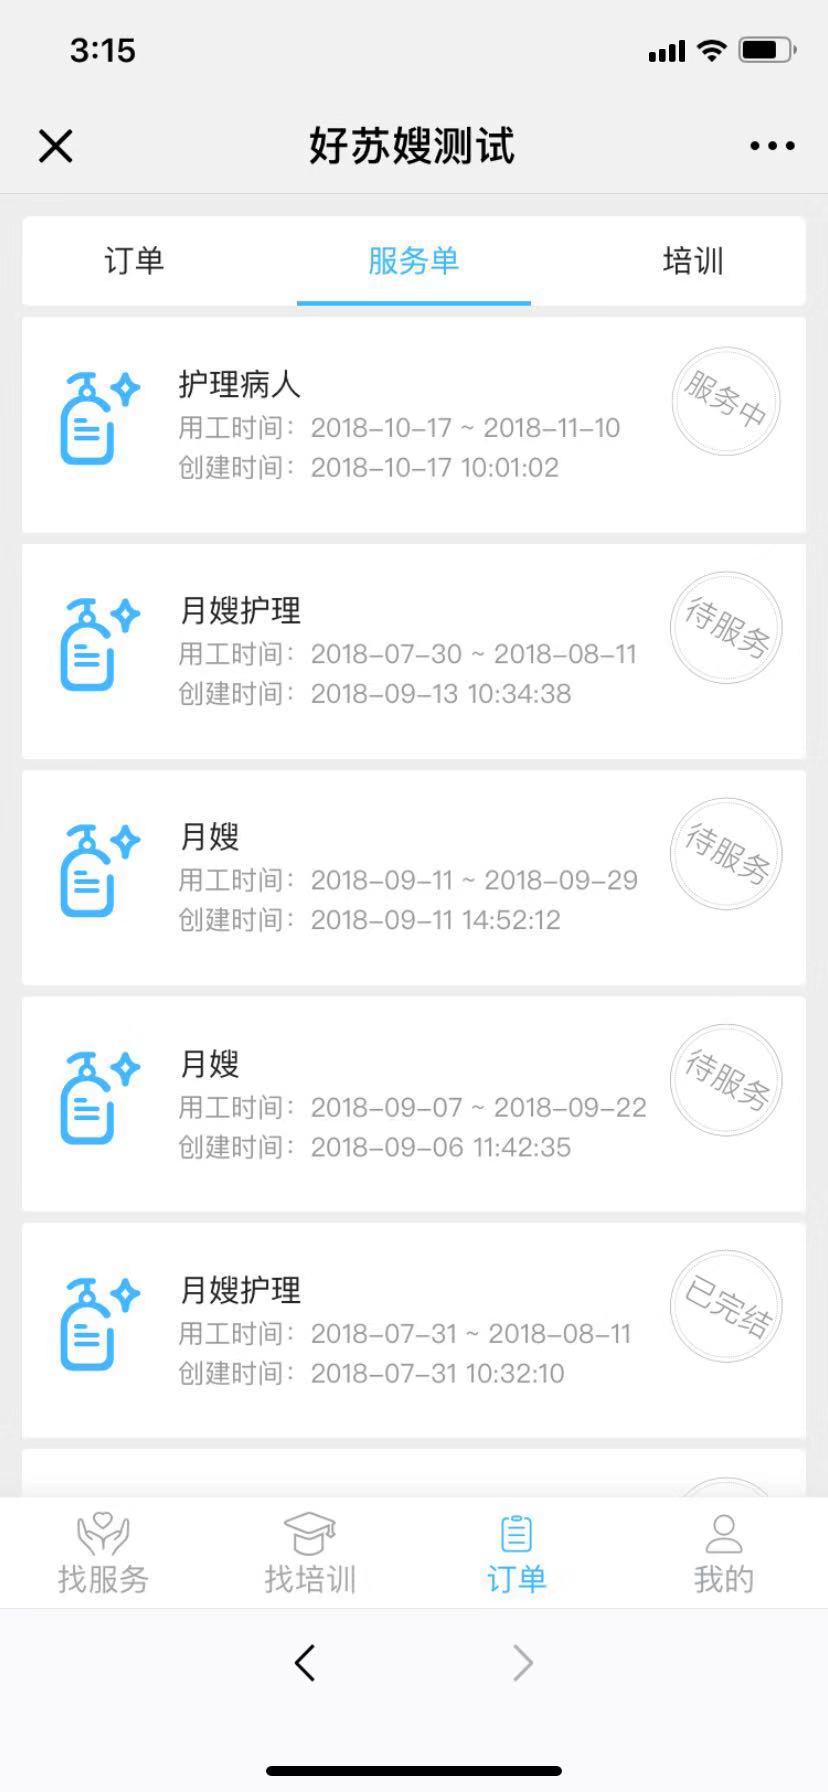 3:15
好苏嫂测试
订单 服务单 培训
护理病人
用工时间：2018-10-17 ~ 2018-11-10
创建时间：2018-10-17 10:01:02
服务中
月嫂护理
用工时间：2018-07-30 ~ 2018-08-11
创建时间：2018-09-13 10:34:38
待服务
月嫂
用工时间：2018-09-11 ~ 2018-09-29
创建时间：2018-09-11 14:52:12
待服务
月嫂
用工时间：2018-09-07 ~ 2018-09-22
创建时间：2018-09-06 11:42:35
待服务
月嫂护理
用工时间：2018-07-31 ~ 2018-08-11
创建时间：2018-07-31 10:32:10
已完结
找服务 找培训 订单 我的